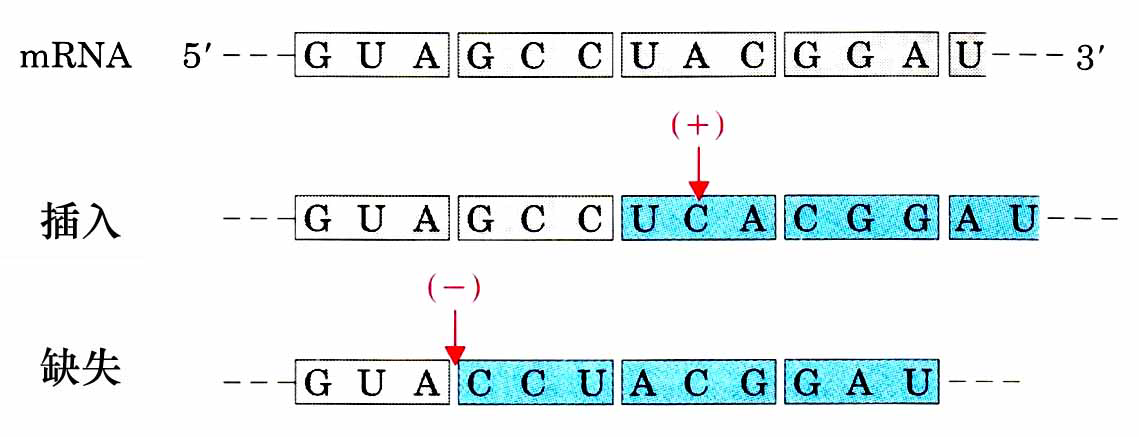 mRNA 5′---G U A G C C U A C G G A U---3′
(+)
插入 ---G U A G C C U C A C G G A U---
(−)
缺失 ---G U A C C U A C G G A U---